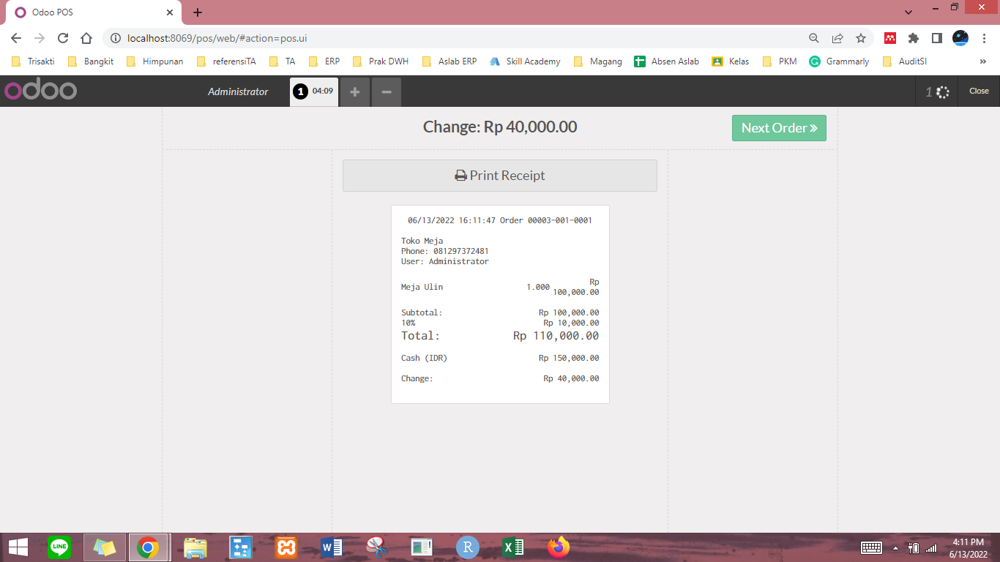 Odoo POS
localhost:8069/pos/web/#action=pos.ui
Trisakti Bangkit Himpunan referensiTA TA ERP Prak DWH Aslab ERP Skill Academy Magang Absen Aslab Kelas PKM Grammarly AuditSI »
odoo Administrator 1 04:09 + − 1 Close
Change: Rp 40,000.00 Next Order »
Print Receipt
06/13/2022 16:11:47 Order 00003-001-0001
Toko Meja
Phone: 081297372481
User: Administrator
Meja Ulin 1.000 Rp
100,000.00
Subtotal: Rp 100,000.00
10% Rp 10,000.00
Total: Rp 110,000.00
Cash (IDR) Rp 150,000.00
Change: Rp 40,000.00
LINE
4:11 PM
6/13/2022